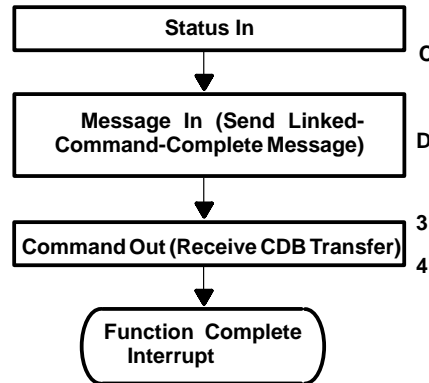 Status In
C
Message In (Send Linked-
Command-Complete Message)
D
3
Command Out (Receive CDB Transfer)
4
Function Complete
Interrupt